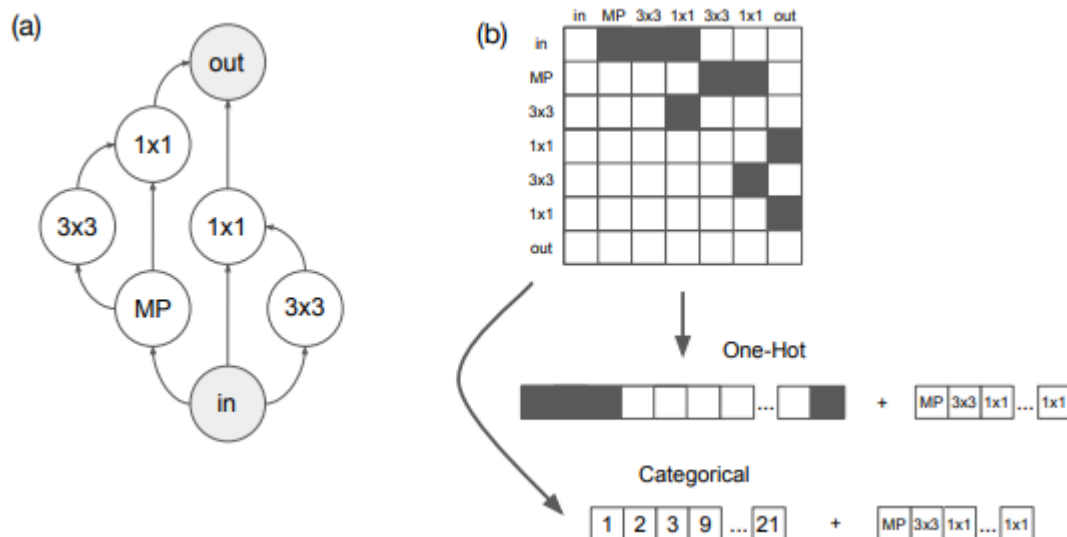 (a)
out
1x1
3x3
1x1
MP
3x3
in
(b)
in MP 3x3 1x1 3x3 1x1 out
in
MP
3x3
1x1
3x3
1x1
out
One-Hot
... + MP 3x3 1x1 ... 1x1
Categorical
1 2 3 9 ... 21 + MP 3x3 1x1 ... 1x1